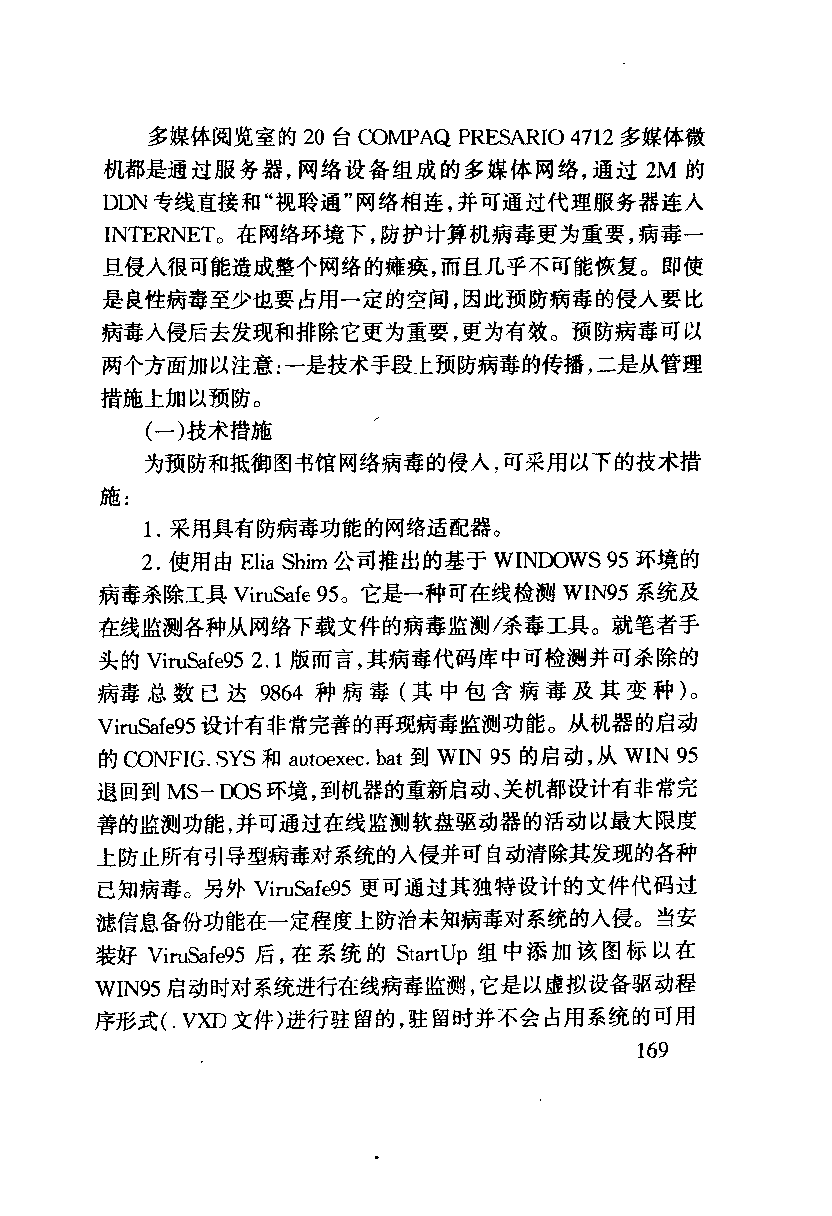 多媒体阅览室的 20 台 COMPAQ PRESARIO 4712 多媒体微
机都是通过服务器,网络设备组成的多媒体网络,通过 2M 的
DDN 专线直接和“视聆通”网络相连,并可通过代理服务器连入
INTERNET。在网络环境下,防护计算机病毒更为重要,病毒一
旦侵入很可能造成整个网络的瘫痪,而且几乎不可能恢复。即使
是良性病毒至少也要占用一定的空间,因此预防病毒的侵入要比
病毒入侵后去发现和排除它更为重要,更为有效。预防病毒可以
两个方面加以注意:一是技术手段上预防病毒的传播,二是从管理
措施上加以预防。
(一)技术措施
为预防和抵御图书馆网络病毒的侵入,可采用以下的技术措
施:
1. 采用具有防病毒功能的网络适配器。
2. 使用由 Elia Shim 公司推出的基于 WINDOWS 95 环境的
病毒杀除工具 ViruSafe 95。它是一种可在线检测 WIN95 系统及
在线监测各种从网络下载文件的病毒监测/杀毒工具。就笔者手
头的 ViruSafe95 2.1 版而言,其病毒代码库中可检测并可杀除的
病毒总数已达 9864 种病毒(其中包含病毒及其变种)。
ViruSafe95 设计有非常完善的再现病毒监测功能。从机器的启动
的 CONFIG.SYS 和 autoexec.bat 到 WIN 95 的启动,从 WIN 95
退回到 MS-DOS 环境,到机器的重新启动、关机都设计有非常完
善的监测功能,并可通过在线监测软盘驱动器的活动以最大限度
上防止所有引导型病毒对系统的入侵并可自动清除其发现的各种
已知病毒。另外 ViruSafe95 更可通过其独特设计的文件代码过
滤信息备份功能在一定程度上防治未知病毒对系统的入侵。当安
装好 ViruSafe95 后,在系统的 StartUp 组中添加该图标以在
WIN95 启动时对系统进行在线病毒监测,它是以虚拟设备驱动程
序形式(.VXD 文件)进行驻留的,驻留时并不会占用系统的可用
169